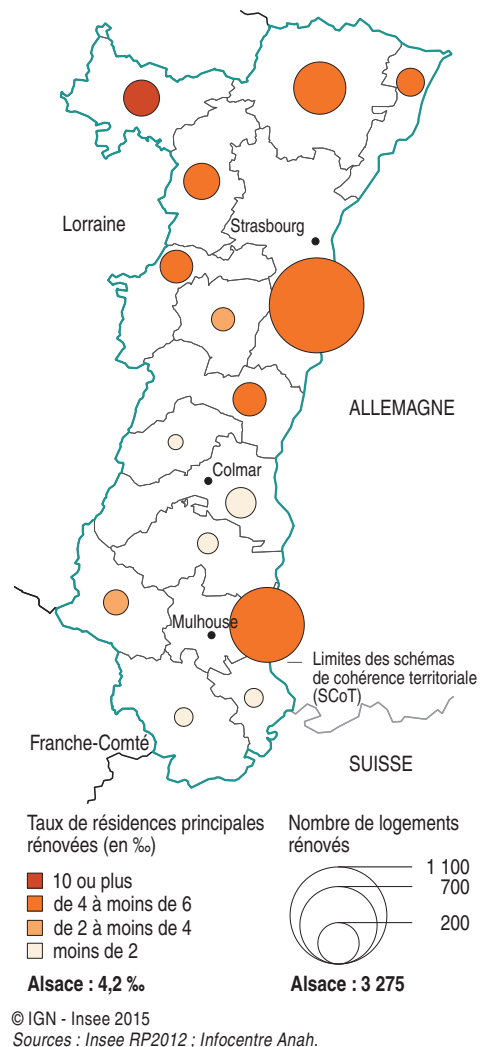 Lorraine
Strasbourg
ALLEMAGNE
Colmar
Mulhouse
Limites des schémas
de cohérence territoriale
(SCoT)
Franche-Comté
SUISSE
Taux de résidences principales
rénovées (en ‰)
10 ou plus
de 4 à moins de 6
de 2 à moins de 4
moins de 2
Alsace : 4,2 ‰
Nombre de logements
rénovés
1 100
700
200
Alsace : 3 275
© IGN - Insee 2015
Sources : Insee RP2012 ; Infocentre Anah.